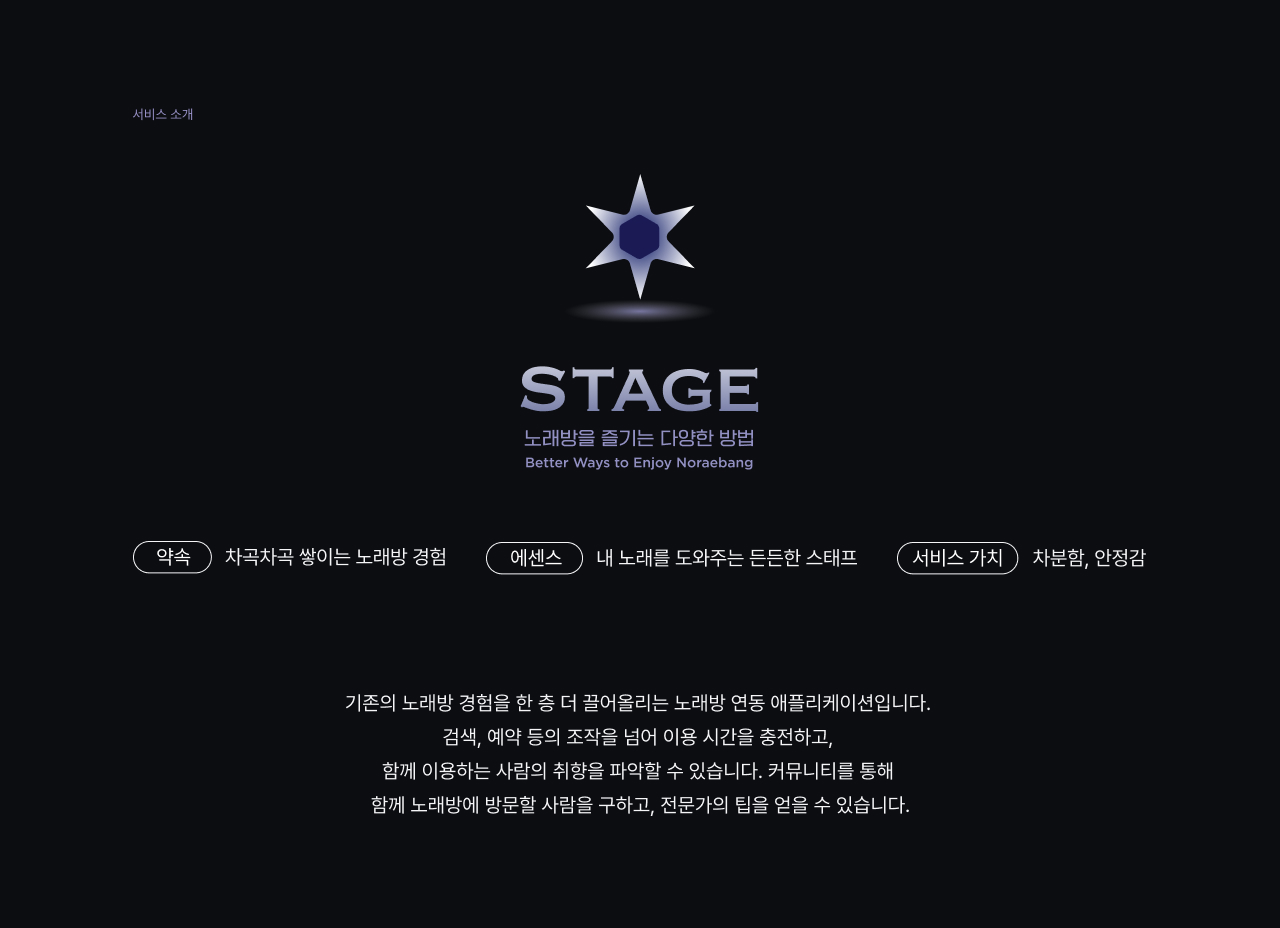 서비스 소개
STAGE
노래방을 즐기는 다양한 방법
Better Ways to Enjoy Noraebang
약속 차곡차곡 쌓이는 노래방 경험 에센스 내 노래를 도와주는 든든한 스태프 서비스 가치 차분함, 안정감
기존의 노래방 경험을 한 층 더 끌어올리는 노래방 연동 애플리케이션입니다.
검색, 예약 등의 조작을 넘어 이용 시간을 충전하고,
함께 이용하는 사람의 취향을 파악할 수 있습니다. 커뮤니티를 통해
함께 노래방에 방문할 사람을 구하고, 전문가의 팁을 얻을 수 있습니다.